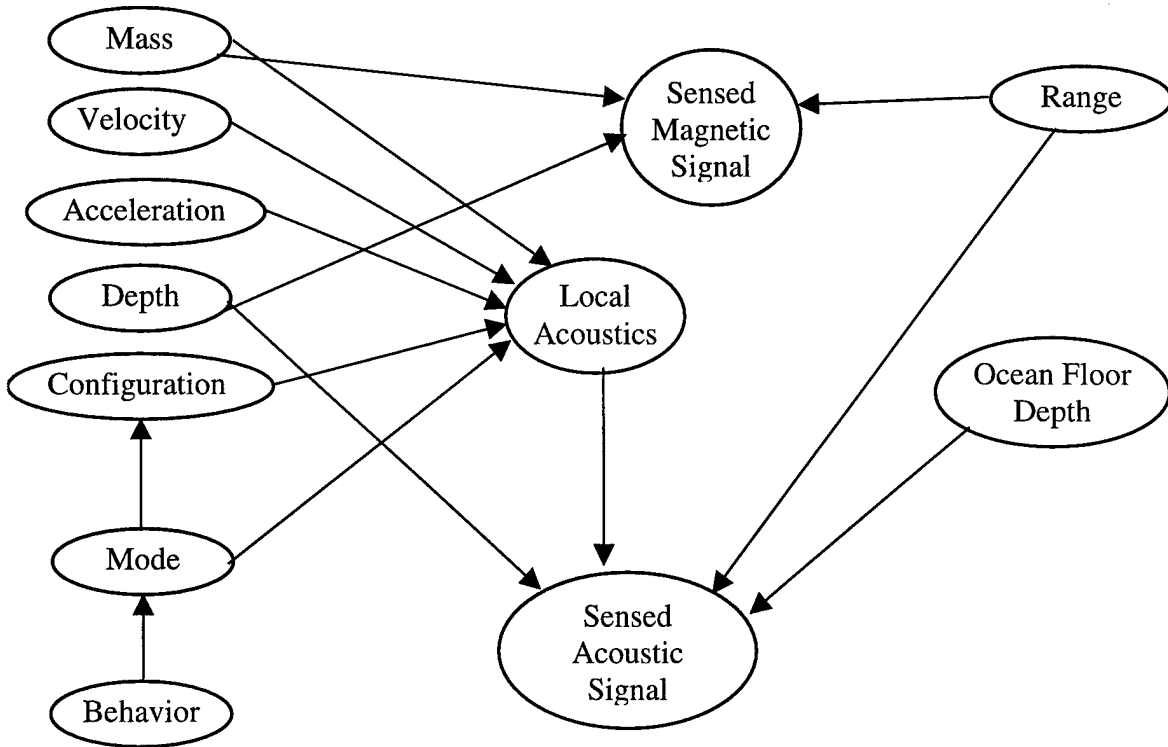 Mass
Velocity
Acceleration
Depth
Configuration
Mode
Behavior
Sensed
Magnetic
Signal
Local
Acoustics
Sensed
Acoustic
Signal
Range
Ocean Floor
Depth